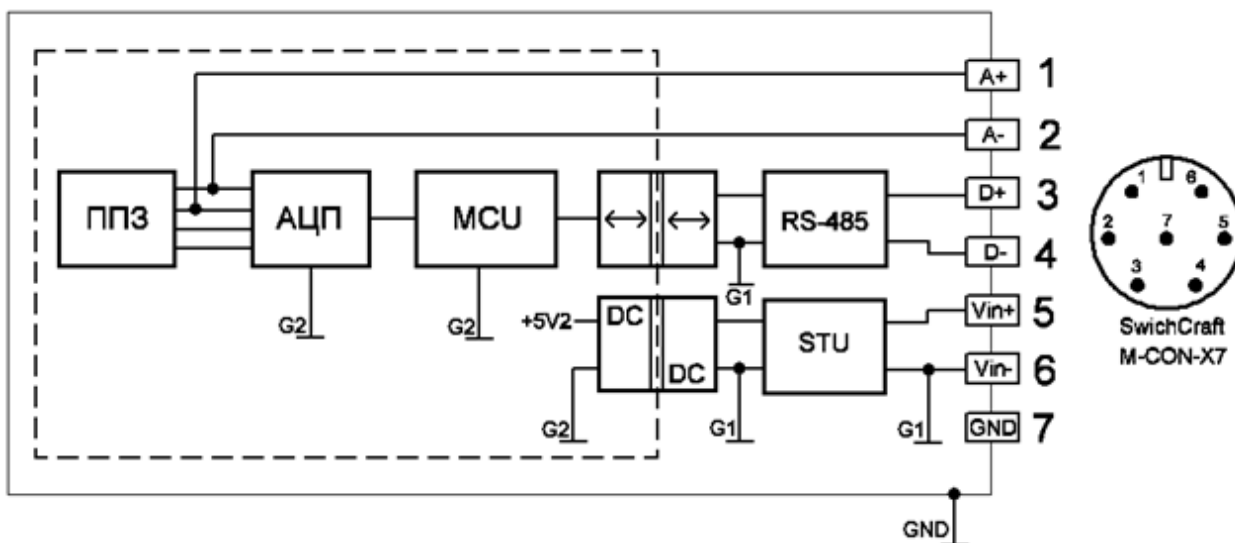 A+ 1
A- 2
ППЗ
АЦП
MCU
RS-485
D+ 3
D- 4
G2
G2
G1
+5V2
DC
DC
STU
Vin+ 5
Vin- 6
G2
G1
G1
GND 7
GND
1
6
2
7
5
3
4
SwichCraft
M-CON-X7